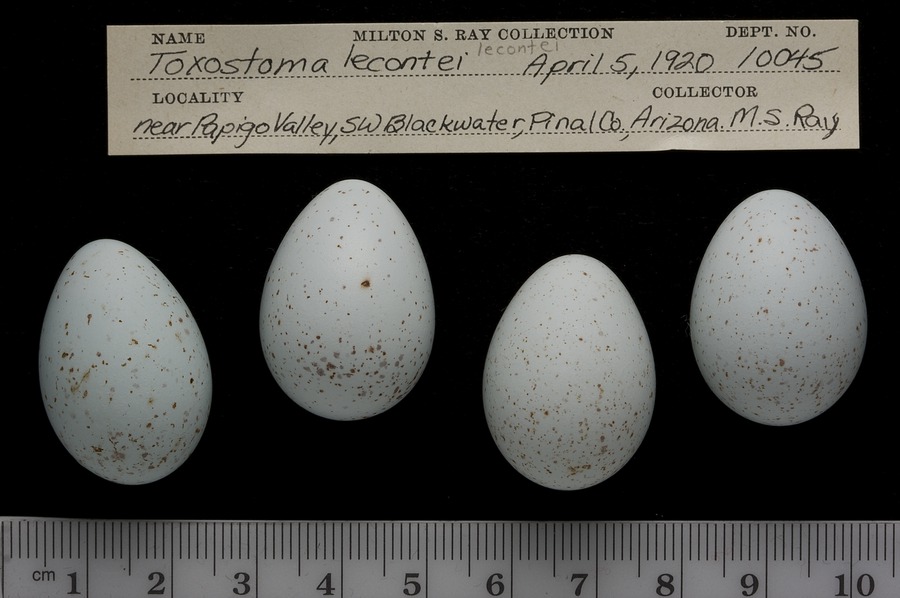 NAME MILTON S. RAY COLLECTION DEPT. NO.
lecontei
Toxostoma lecontei April 5, 1920 10045
LOCALITY COLLECTOR
near Papigo Valley, SW Blackwater, Pinal Co, Arizona. M. S. Ray
cm 1 2 3 4 5 6 7 8 9 10